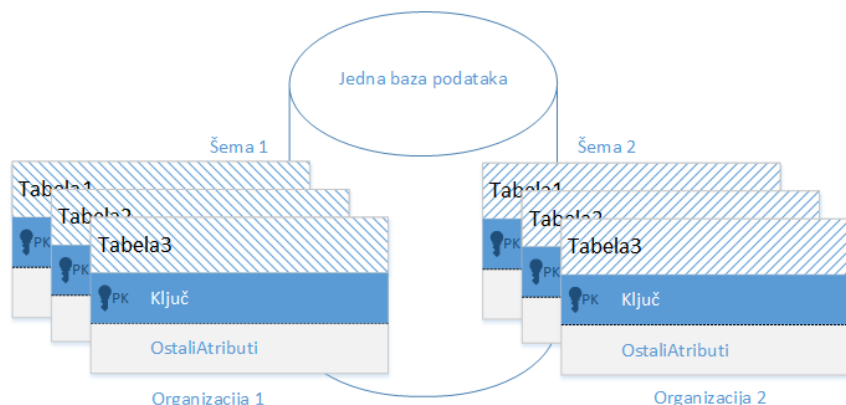 Jedna baza podataka
Šema 1
Šema 2
Tabela1
Tabela2
Tabela3
PK
PK
PK Ključ
OstaliAtributi
Organizacija 1
Tabela1
Tabela2
Tabela3
PK
PK
PK Ključ
OstaliAtributi
Organizacija 2